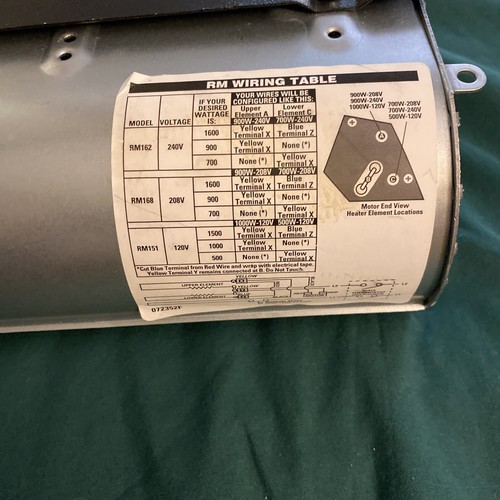 RM WIRING TABLE
MODEL VOLTAGE IF YOUR DESIRED WATTAGE IS: YOUR WIRES WILL BE CONFIGURED LIKE THIS:
Upper Element A Lower Element B
900W-240V 700W-240V
RM162 240V
1600 Yellow Terminal X Blue Terminal Z
900 Yellow Terminal X None (*)
700 None (*) Yellow Terminal X
900W-208V 700W-208V
RM168 208V
1600 Yellow Terminal X Blue Terminal Z
900 Yellow Terminal X None (*)
700 None (*) Yellow Terminal X
1000W-120V 500W-120V
RM151 120V
1500 Yellow Terminal X Blue Terminal Z
1000 Yellow Terminal X None (*)
500 None (*) Yellow Terminal X
*Cut Blue Terminal from Red Wire and wrap with electrical tape.
Yellow Terminal Y remains connected at B. Do Not Touch.
YELLOW
UPPER ELEMENT
LOWER ELEMENT
072352F
900W-208V
900W-240V
1000W-120V
700W-208V
700W-240V
500W-120V
A
B
Motor End View
Heater Element Locations